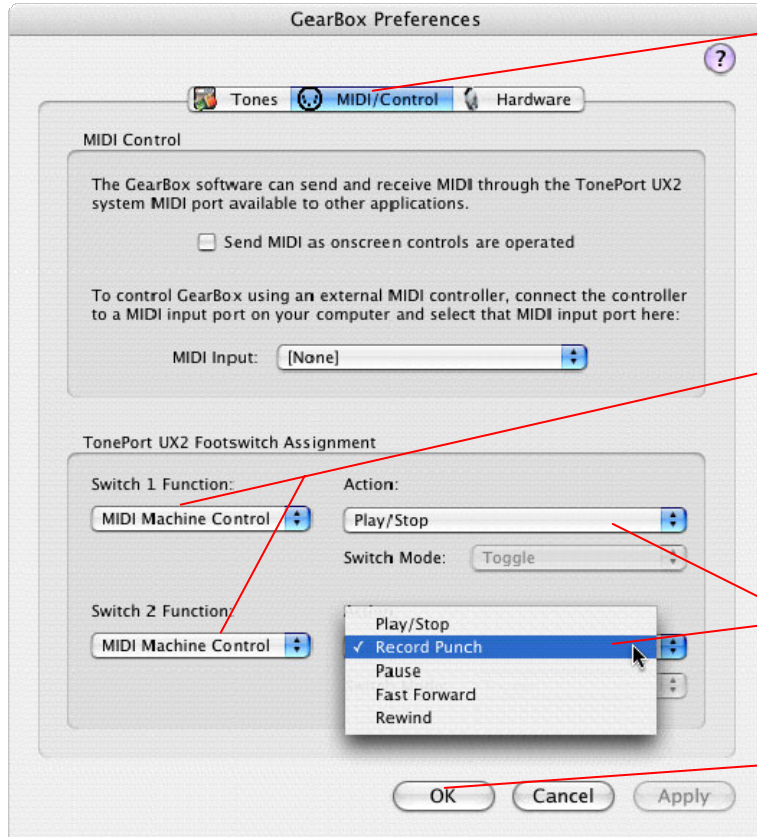 GearBox Preferences
?
Tones MIDI/Control Hardware
MIDI Control
The GearBox software can send and receive MIDI through the TonePort UX2
system MIDI port available to other applications.
Send MIDI as onscreen controls are operated
To control GearBox using an external MIDI controller, connect the controller
to a MIDI input port on your computer and select that MIDI input port here:
MIDI Input: [None]
TonePort UX2 Footswitch Assignment
Switch 1 Function: Action:
MIDI Machine Control Play/Stop
Switch Mode: Toggle
Switch 2 Function:
MIDI Machine Control
Play/Stop
✓ Record Punch
Pause
Fast Forward
Rewind
OK Cancel Apply